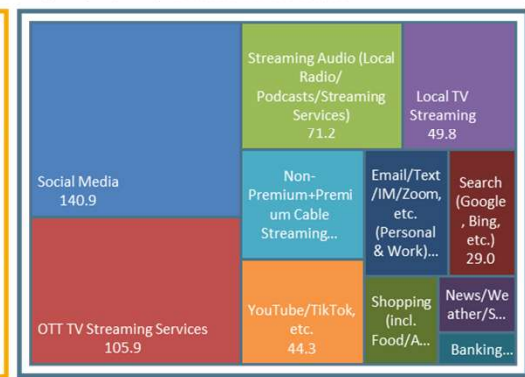 Social Media
140.9
OTT TV Streaming Services
105.9
Streaming Audio (Local
Radio/
Podcasts/Streaming
Services)
71.2
Local TV
Streaming
49.8
Non-
Premium+Premi
um Cable
Streaming...
Email/Text
/IM/Zoom,
etc.
(Personal
& Work)...
Search
(Google
, Bing,
etc.)
29.0
YouTube/TikTok,
etc.
44.3
Shopping
(incl.
Food/A...
News/We
ather/S...
Banking...